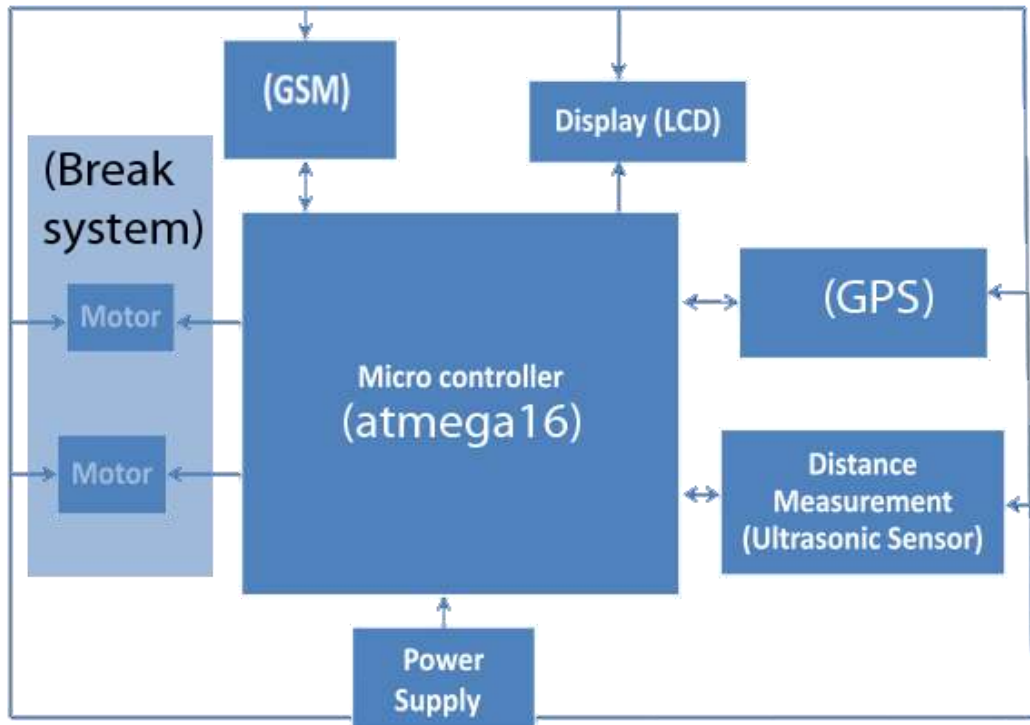 (GSM)
Display (LCD)
(Break
system)
Motor
(GPS)
Micro controller
(atmega16)
Motor
Distance
Measurement
(Ultrasonic Sensor)
Power
Supply